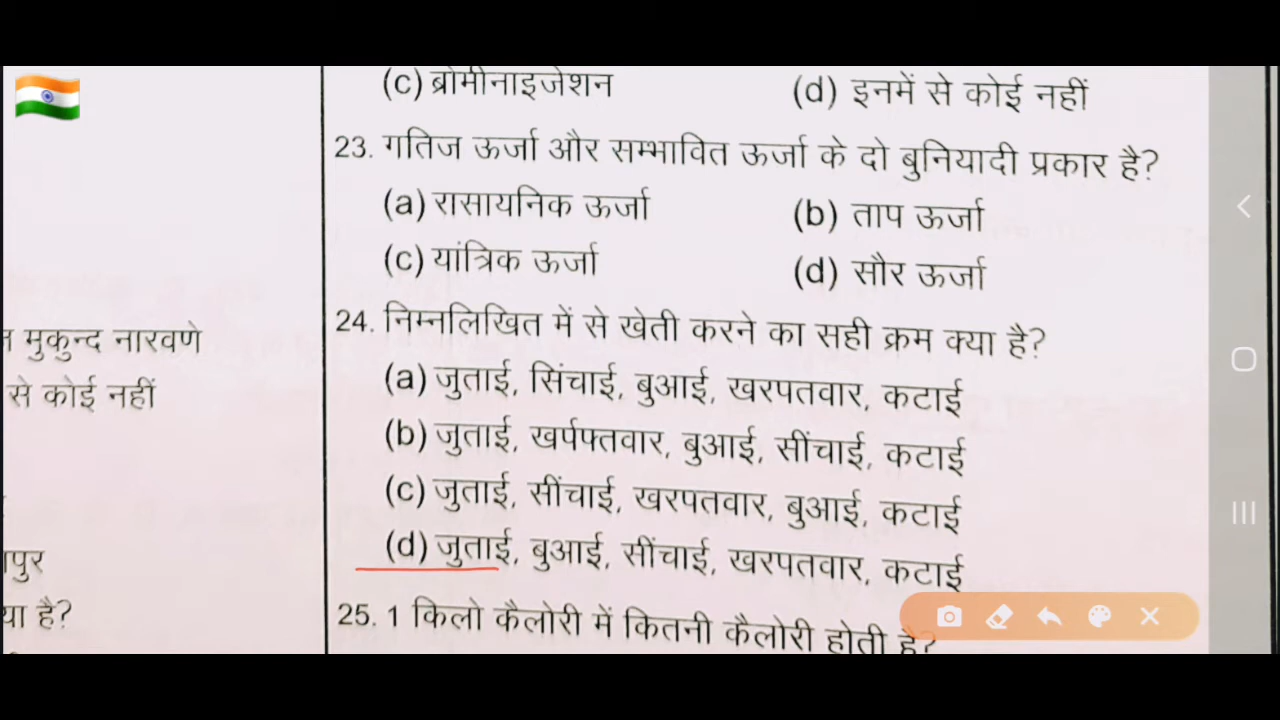 (c) ब्रोमीनाइजेशन (d) इनमें से कोई नहीं
23. गतिज ऊर्जा और सम्भावित ऊर्जा के दो बुनियादी प्रकार है?
(a) रासायनिक ऊर्जा (b) ताप ऊर्जा
(c) यांत्रिक ऊर्जा (d) सौर ऊर्जा
24. निम्नलिखित में से खेती करने का सही क्रम क्या है?
(a) जुताई, सिंचाई, बुआई, खरपतवार, कटाई
(b) जुताई, खर्पफ्तवार, बुआई, सींचाई, कटाई
(c) जुताई, सींचाई, खरपतवार, बुआई, कटाई
(d) जुताई, बुआई, सींचाई, खरपतवार, कटाई
25. 1 किलो कैलोरी में कितनी कैलोरी होती है?
मुकुन्द नारवणे
से कोई नहीं
पुर
या है?